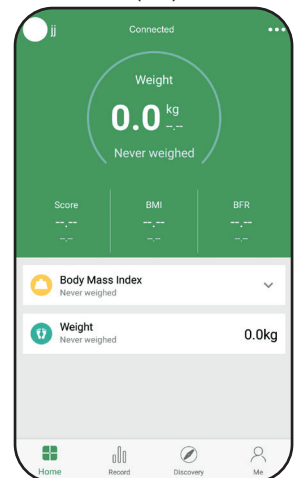 jj Connected
Weight
0.0 kg
--.--
Never weighed
Score BMI BFR
--.-- --.-- --.--
--.-- --.-- --.--
Body Mass Index
Never weighed
Weight
Never weighed
0.0kg
Home Record Discovery Me